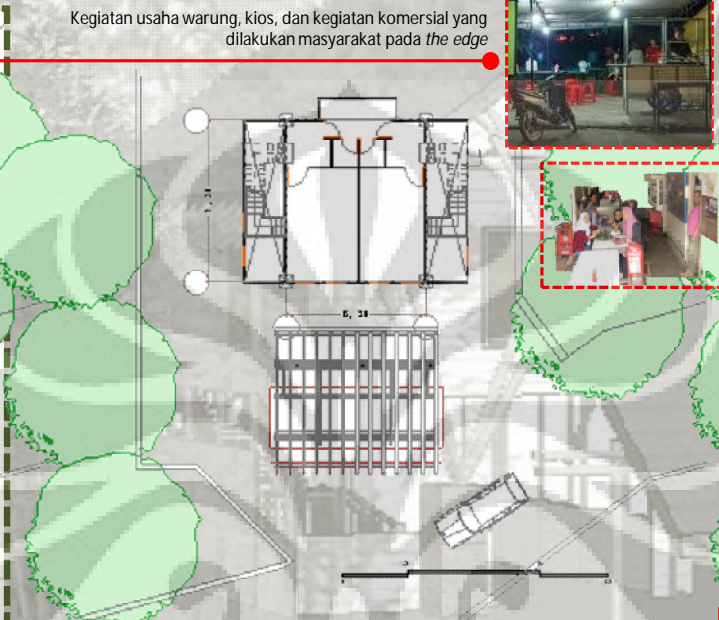 Kegiatan usaha warung, kios, dan kegiatan komersial yang
dilakukan masyarakat pada the edge